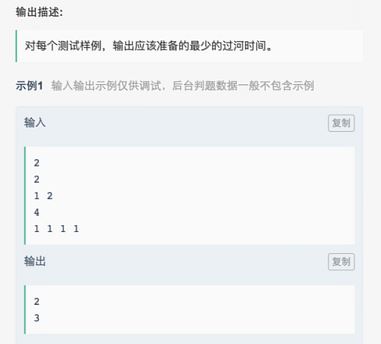 输出描述:
对每个测试样例，输出应该准备的最少的过河时间。
示例1 输入输出示例仅供调试，后台判题数据一般不包含示例
输入
复制
2
2
1 2
4
1 1 1 1
输出
复制
2
3